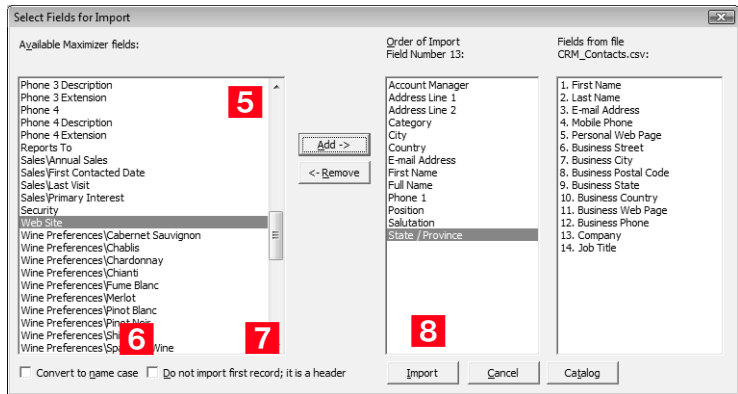 Select Fields for Import
Available Maximizer fields:
Order of Import
Field Number 13:
Fields from file
CRM_Contacts.csv:
Phone 3 Description
Phone 3 Extension
Phone 4
Phone 4 Description
Phone 4 Extension
Reports To
Sales\Annual Sales
Sales\First Contacted Date
Sales\Last Visit
Sales\Primary Interest
Security
Web Site
Wine Preferences\Cabernet Sauvignon
Wine Preferences\Chablis
Wine Preferences\Chardonnay
Wine Preferences\Chianti
Wine Preferences\Fume Blanc
Wine Preferences\Merlot
Wine Preferences\Pinot Blanc
Wine Preferences\Pinot Noir
Wine Preferences\Shi
Wine Preferences\Spa Wine
5
6
7
Add ->
<- Remove
Account Manager
Address Line 1
Address Line 2
Category
City
Country
E-mail Address
First Name
Full Name
Phone 1
Position
Salutation
State / Province
8
1. First Name
2. Last Name
3. E-mail Address
4. Mobile Phone
5. Personal Web Page
6. Business Street
7. Business City
8. Business Postal Code
9. Business State
10. Business Country
11. Business Web Page
12. Business Phone
13. Company
14. Job Title
Convert to name case
Do not import first record; it is a header
Import
Cancel
Catalog